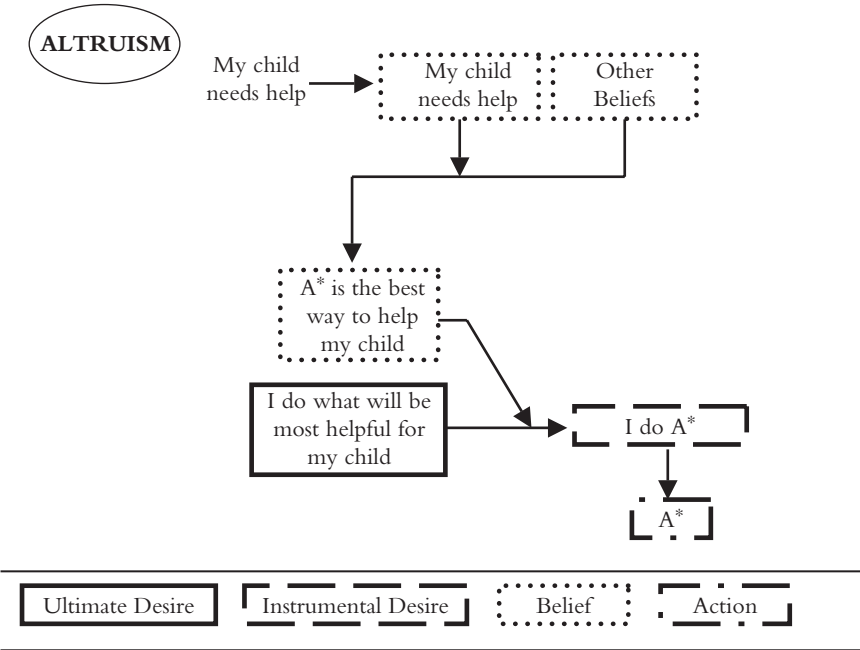 ALTRUISM
My child
needs help
My child
needs help
Other
Beliefs
A* is the best
way to help
my child
I do what will be
most helpful for
my child
I do A*
A*
Ultimate Desire
Instrumental Desire
Belief
Action